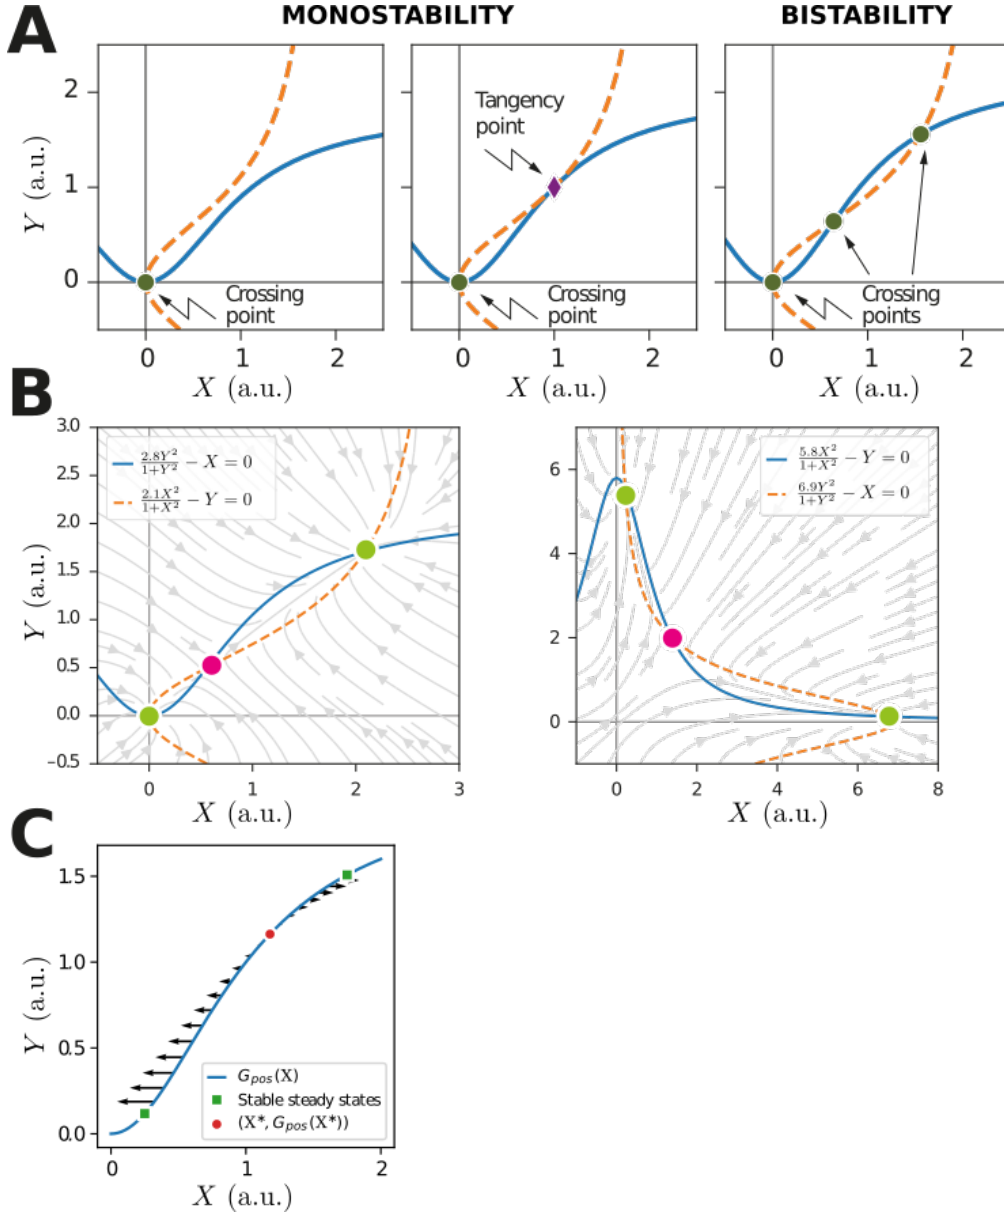 A
MONOSTABILITY
BISTABILITY
Y (a.u.)
2
1
0
Crossing
point
0
1
2
X (a.u.)
Tangency
point
Crossing
point
0
1
2
X (a.u.)
Crossing
points
0
1
2
X (a.u.)
B
Y (a.u.)
3.0
2.5
2.0
1.5
1.0
0.5
0.0
−0.5
2.8Y²/1+Y² − X = 0
2.1X²/1+X² − Y = 0
0
1
2
3
X (a.u.)
Y (a.u.)
6
4
2
0
5.8X²/1+X² − Y = 0
6.9Y²/1+Y² − X = 0
0
2
4
6
8
X (a.u.)
C
Y (a.u.)
1.5
1.0
0.5
0.0
G_pos(X)
Stable steady states
(X*, G_pos(X*))
0
1
2
X (a.u.)